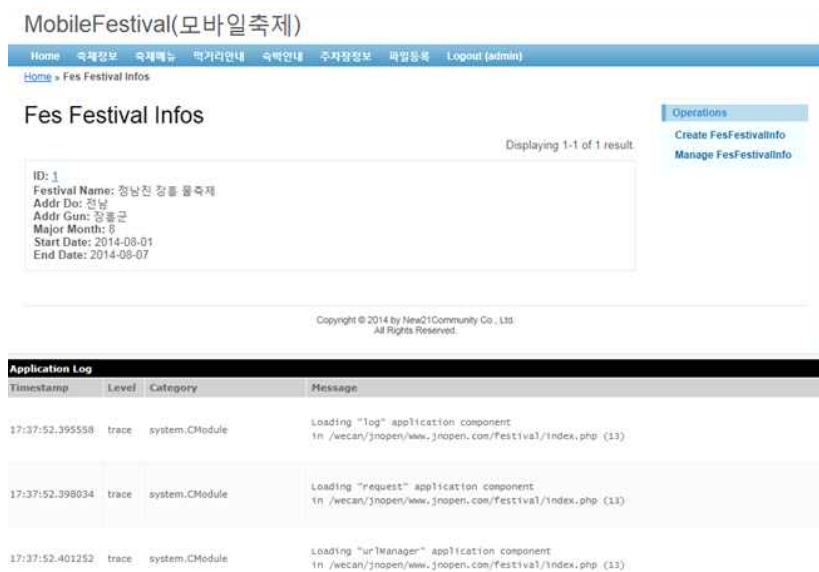 MobileFestival(모바일축제)
Home 축제정보 축제메뉴 먹거리안내 숙박안내 주차장정보 파일등록 Logout (admin)
Home » Fes Festival Infos
Fes Festival Infos
Operations
Create FesFestivalInfo
Manage FesFestivalInfo
Displaying 1-1 of 1 result
ID: 1
Festival Name: 정남진 장흥 물축제
Addr Do: 전남
Addr Gun: 장흥군
Major Month: 8
Start Date: 2014-08-01
End Date: 2014-08-07
Copyright © 2014 by New21Community Co., Ltd.
All Rights Reserved.
Application Log
Timestamp Level Category Message
17:37:52.395558 trace system.CModule Loading "log" application component
in /wecan/jnopen/www.jnopen.com/festival/index.php (13)
17:37:52.398034 trace system.CModule Loading "request" application component
in /wecan/jnopen/www.jnopen.com/festival/index.php (13)
17:37:52.401252 trace system.CModule Loading "urlManager" application component
in /wecan/jnopen/www.jnopen.com/festival/index.php (13)